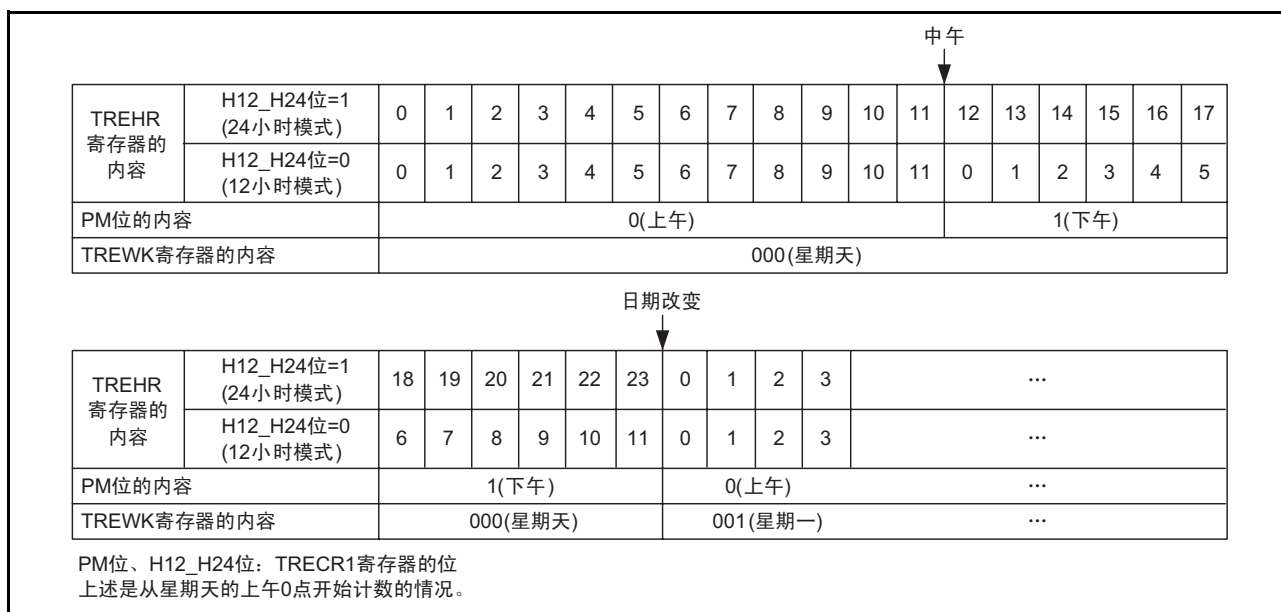 中午
TREHR
寄存器的
内容
H12_H24位=1
(24小时模式)
0 1 2 3 4 5 6 7 8 9 10 11 12 13 14 15 16 17
H12_H24位=0
(12小时模式)
0 1 2 3 4 5 6 7 8 9 10 11 0 1 2 3 4 5
PM位的内容 0(上午) 1(下午)
TREWK寄存器的内容 000(星期天)
日期改变
TREHR
寄存器的
内容
H12_H24位=1
(24小时模式)
18 19 20 21 22 23 0 1 2 3 …
H12_H24位=0
(12小时模式)
6 7 8 9 10 11 0 1 2 3 …
PM位的内容 1(下午) 0(上午) …
TREWK寄存器的内容 000(星期天) 001(星期一) …
PM位、H12_H24位：TRECR1寄存器的位
上述是从星期天的上午0点开始计数的情况。